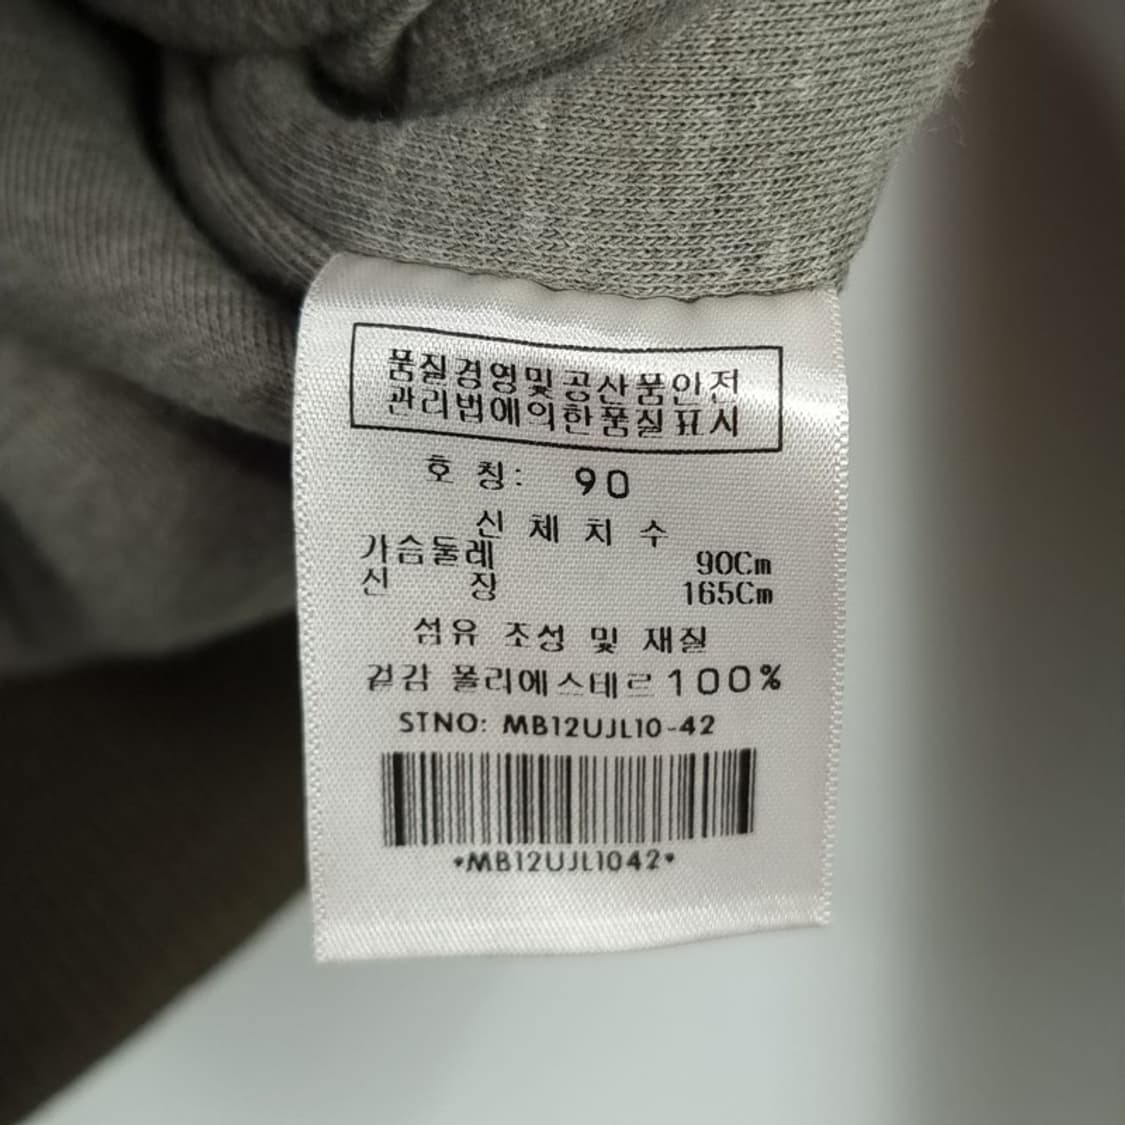 품질경영및공산품안전
관리법에의한품질표시
호 칭: 90
신체치수
가슴둘레 90Cm
신 장 165Cm
섬유 조성 및 재질
겉감 폴리에스테르100%
STNO: MB12UJL10-42
*MB12UJL1042*